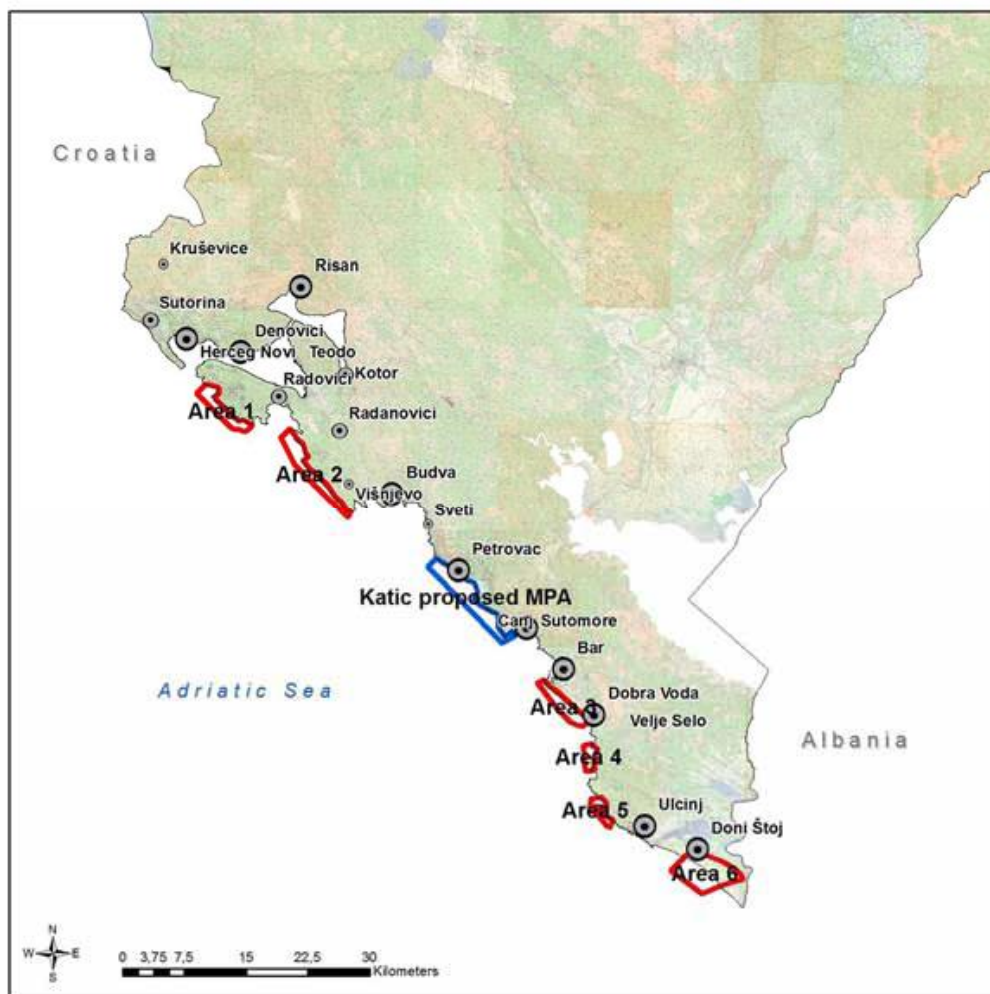 Croatia
Kruševice
Risan
Sutorina
Denovici
Herceg Novi
Teodo
Kotor
Radovici
Area 1
Radanovici
Area 2
Budva
Višnjevo
Sveti
Petrovac
Katic proposed MPA
Canj
Sutomore
Bar
Adriatic Sea
Dobra Voda
Area 3
Velje Selo
Albania
Area 4
Ulcinj
Area 5
Doni Štoj
Area 6
N
W E
S
0 3,75 7,5 15 22,5 30
Kilometers